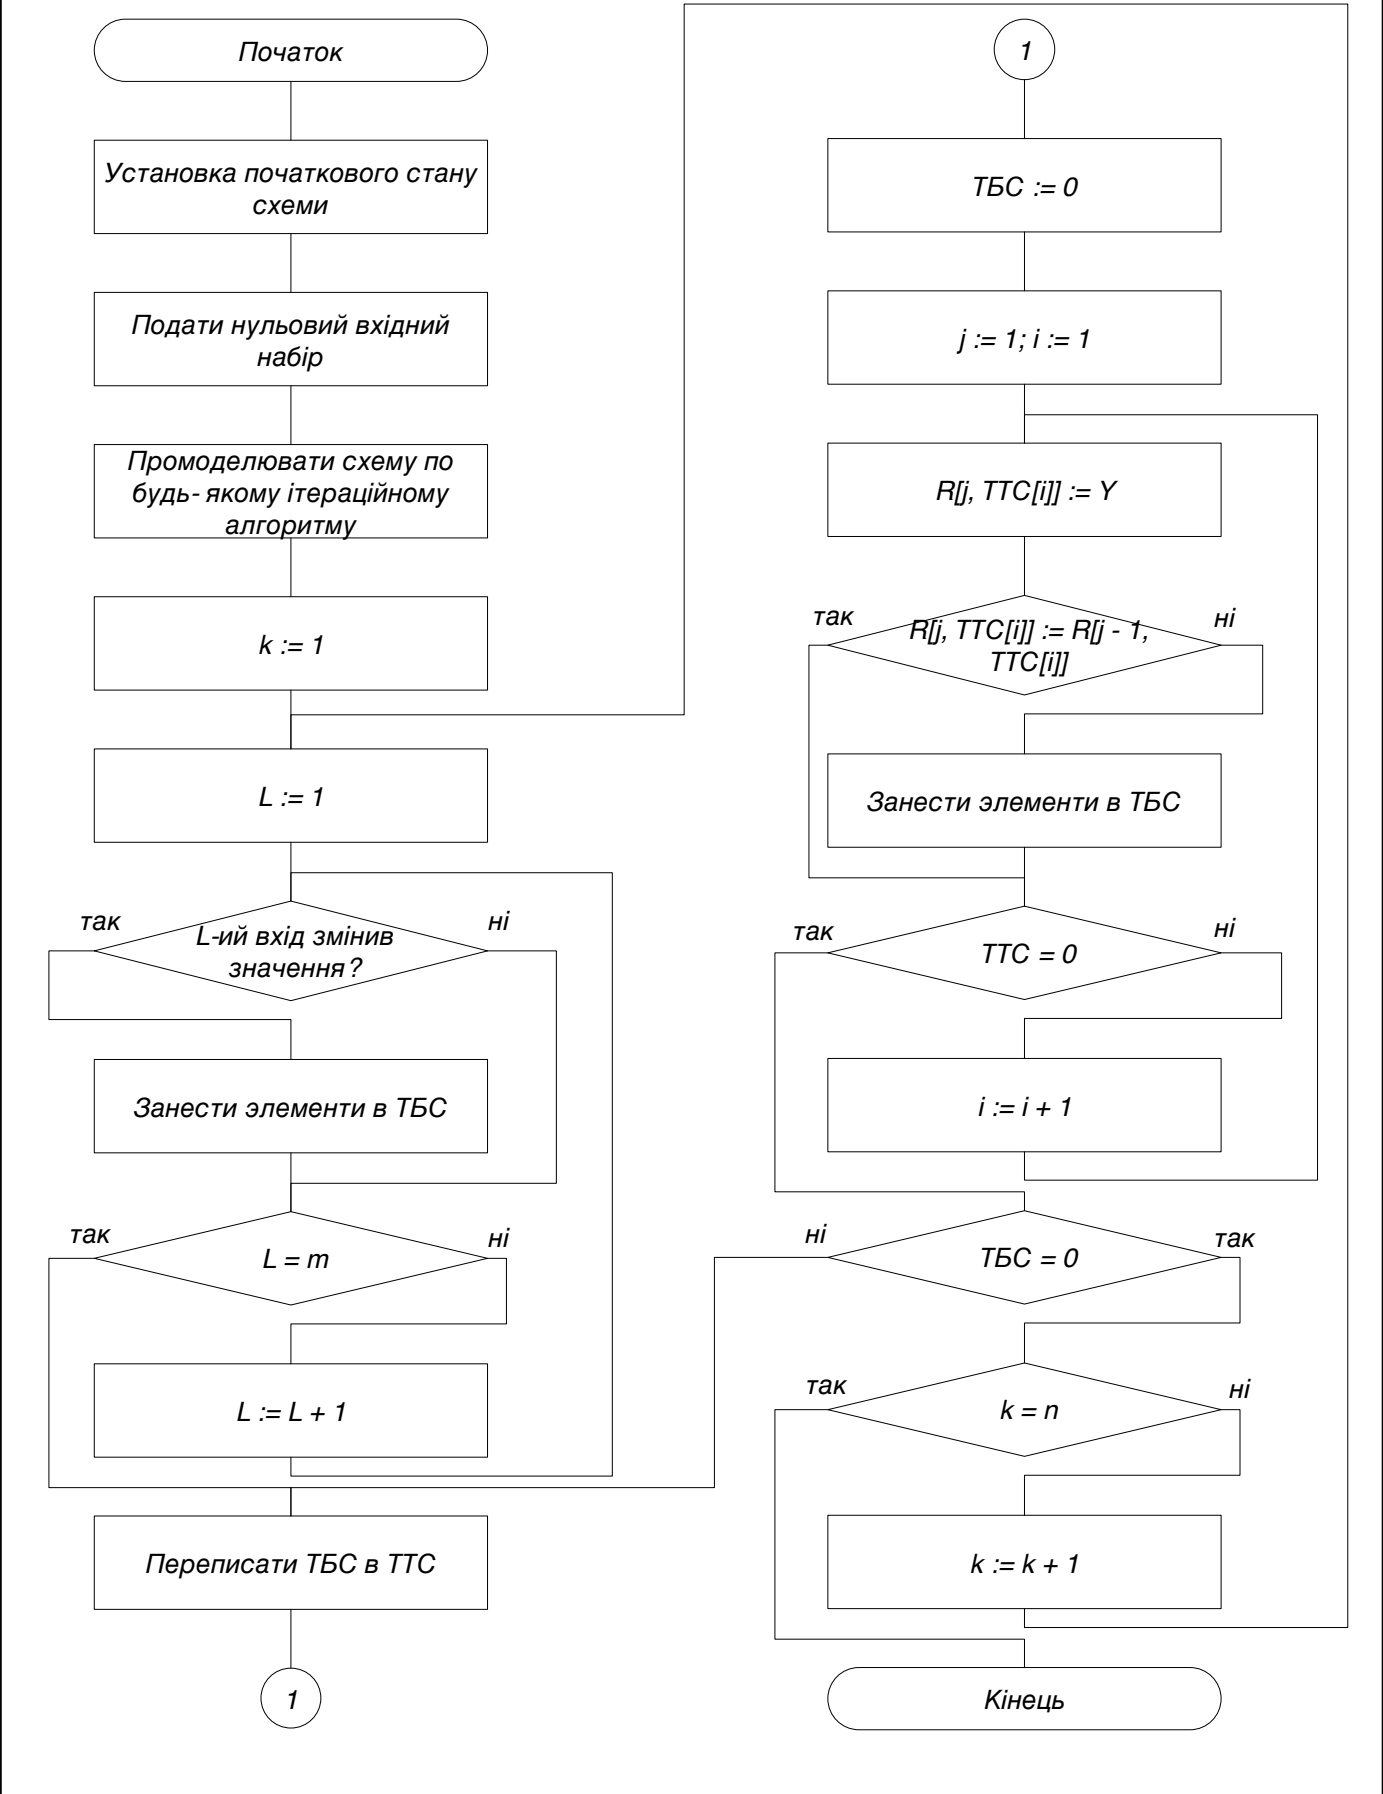 Початок
Установка початкового стану
схеми
Подати нульовий вхідний
набір
Промоделювати схему по
будь- якому ітераційному
алгоритму
k := 1
L := 1
так
ні
L-ий вхід змінив
значення?
Занести элементи в ТБС
так
ні
L = m
L := L + 1
Переписати ТБС в ТТС
1
1
ТБС := 0
j := 1; i := 1
R[j, TTC[i]] := Y
так
ні
R[j, TTC[i]] := R[j - 1,
TTC[i]]
Занести элементи в ТБС
так
ні
TTC = 0
i := i + 1
ні
так
ТБС = 0
так
ні
k = n
k := k + 1
Кінець